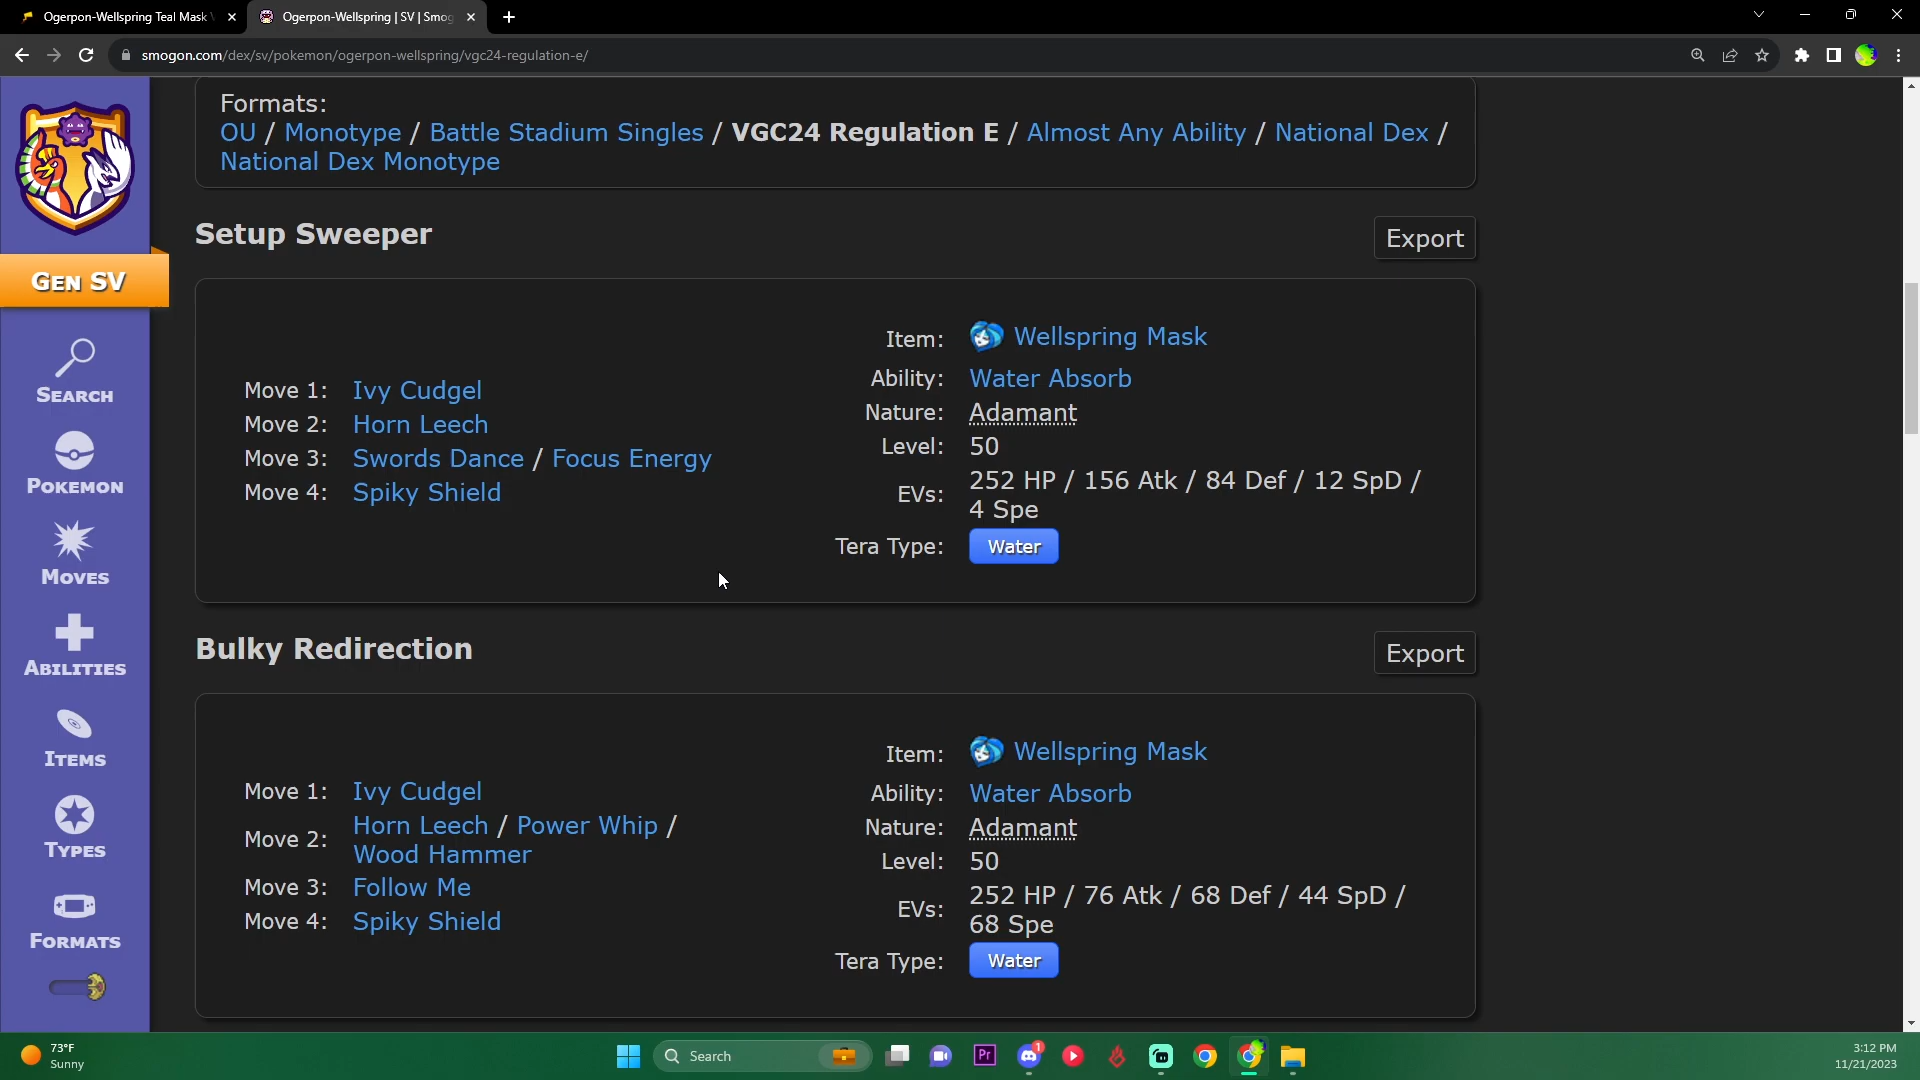 Ogerpon-Wellspring Teal Mask
Ogerpon-Wellspring | SV | Smog
smogon.com/dex/sv/pokemon/ogerpon-wellspring/vgc24-regulation-e/
Formats:
OU / Monotype / Battle Stadium Singles / VGC24 Regulation E / Almost Any Ability / National Dex /
National Dex Monotype
Setup Sweeper
Export
Move 1: Ivy Cudgel
Move 2: Horn Leech
Move 3: Swords Dance / Focus Energy
Move 4: Spiky Shield
Item: Wellspring Mask
Ability: Water Absorb
Nature: Adamant
Level: 50
EVs: 252 HP / 156 Atk / 84 Def / 12 SpD /
4 Spe
Tera Type: Water
Bulky Redirection
Export
Move 1: Ivy Cudgel
Move 2: Horn Leech / Power Whip /
Wood Hammer
Move 3: Follow Me
Move 4: Spiky Shield
Item: Wellspring Mask
Ability: Water Absorb
Nature: Adamant
Level: 50
EVs: 252 HP / 76 Atk / 68 Def / 44 SpD /
68 Spe
Tera Type: Water
GEN SV
SEARCH
POKEMON
MOVES
ABILITIES
ITEMS
TYPES
FORMATS
73°F
Sunny
Search
Pr
1
3:12 PM
11/21/2023